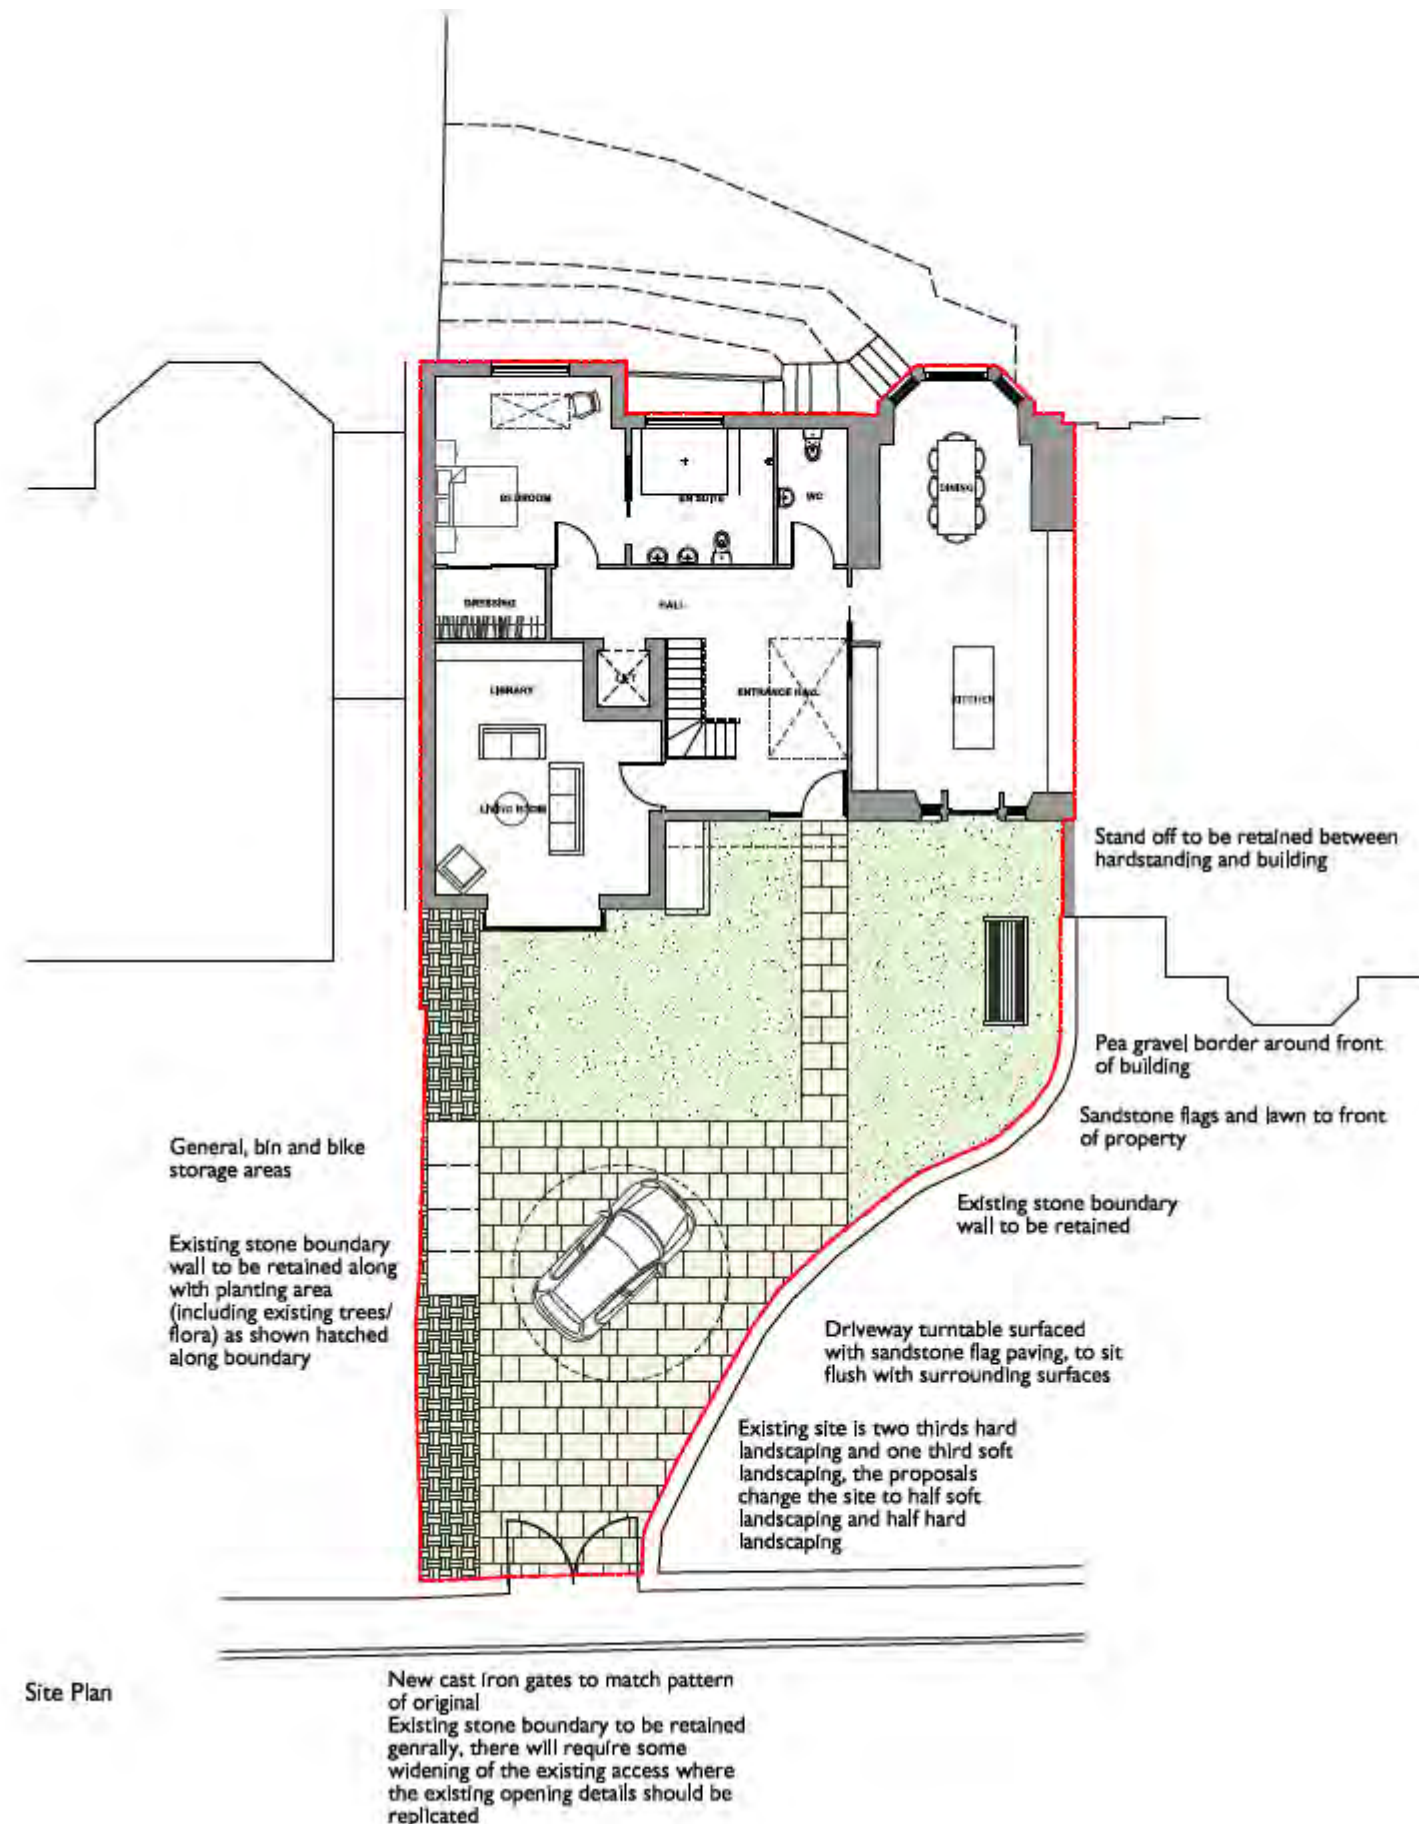 BEDROOM
EN SUITE
WC
DINING
DRESSING
HALL
LIBRARY
LIFT
ENTRANCE HALL
KITCHEN
LIVING ROOM
Stand off to be retained between
hardstanding and building
Pea gravel border around front
of building
Sandstone flags and lawn to front
of property
General, bin and bike
storage areas
Existing stone boundary
wall to be retained
Existing stone boundary
wall to be retained along
with planting area
(including existing trees/
flora) as shown hatched
along boundary
Driveway turntable surfaced
with sandstone flag paving, to sit
flush with surrounding surfaces
Existing site is two thirds hard
landscaping and one third soft
landscaping, the proposals
change the site to half soft
landscaping and half hard
landscaping
Site Plan
New cast iron gates to match pattern
of original
Existing stone boundary to be retained
genrally, there will require some
widening of the existing access where
the existing opening details should be
replicated